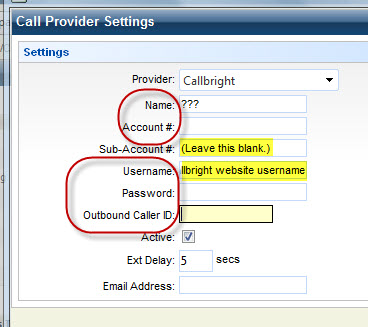 Call Provider Settings
Settings
Provider: Callbright
Name: ???
Account #:
Sub-Account #: (Leave this blank.)
Username: llbright website username
Password:
Outbound Caller ID:
Active:
Ext Delay: 5 secs
Email Address: